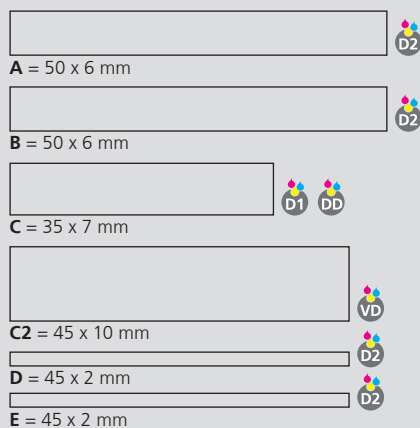 D2
A = 50 x 6 mm
D2
B = 50 x 6 mm
D1 DD
C = 35 x 7 mm
VD
C2 = 45 x 10 mm
D2
D = 45 x 2 mm
D2
E = 45 x 2 mm